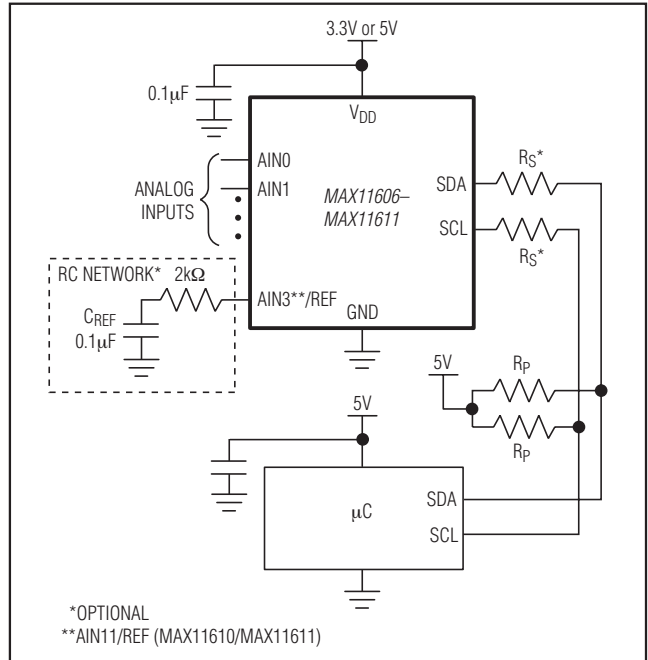 3.3V or 5V
0.1µF
VDD
AIN0
AIN1
ANALOG
INPUTS
MAX11606–
MAX11611
SDA
SCL
RS*
RS*
RC NETWORK*
2kΩ
CREF
0.1µF
AIN3**/REF
GND
5V
RP
RP
5V
µC
SDA
SCL
*OPTIONAL
**AIN11/REF (MAX11610/MAX11611)